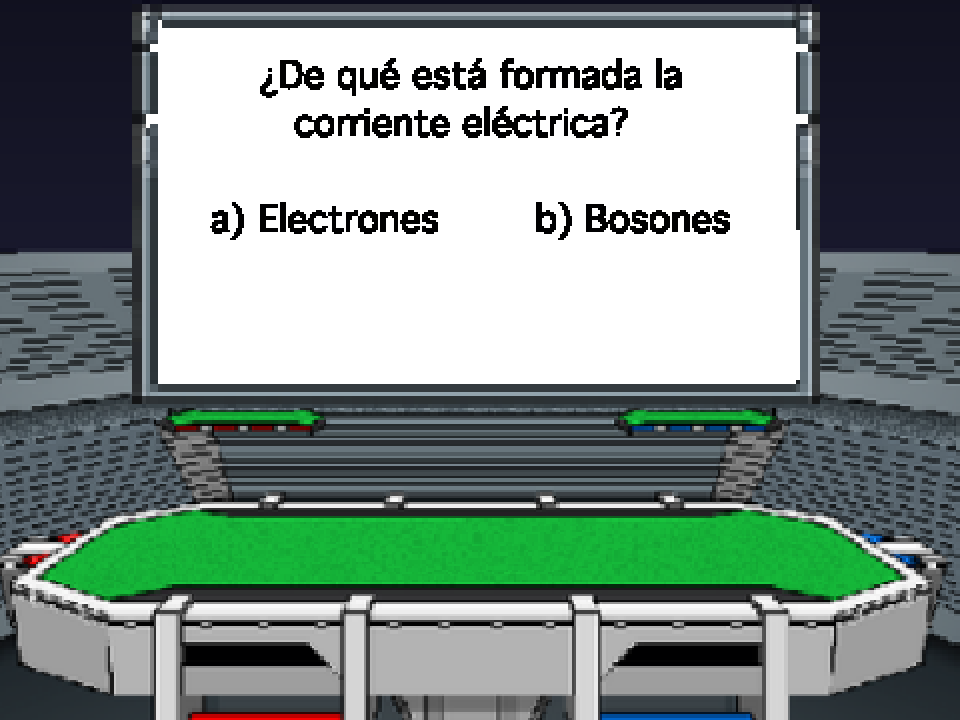 ¿De qué está formada la
corriente eléctrica?
a) Electrones b) Bosones